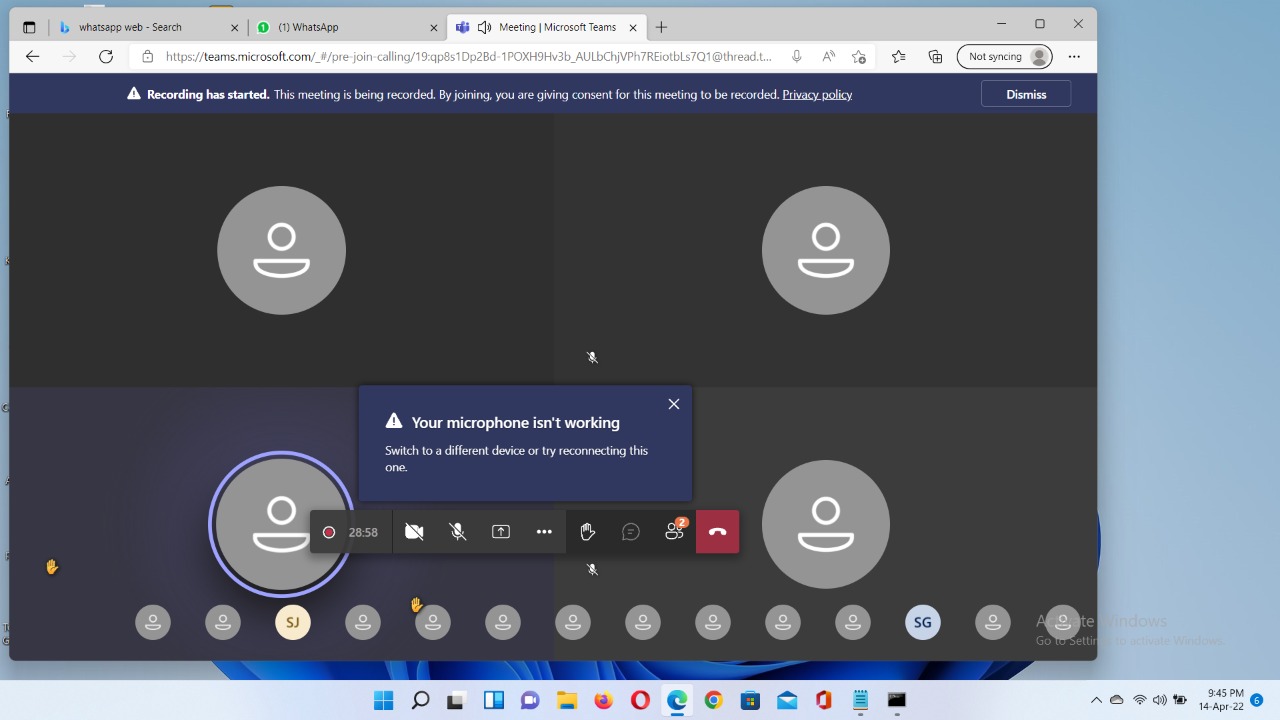 whatsapp web - Search
(1) WhatsApp
Meeting | Microsoft Teams
https://teams.microsoft.com/_#/pre-join-calling/19:qp8s1Dp2Bd-1POXH9Hv3b_AULbChjVPh7REiotbLs7Q1@thread.t...
Not syncing
Recording has started. This meeting is being recorded. By joining, you are giving consent for this meeting to be recorded. Privacy policy
Dismiss
Your microphone isn't working
Switch to a different device or try reconnecting this
one.
28:58
2
SJ
SG
Activate Windows
Go to Settings to activate Windows.
9:45 PM
14-Apr-22
6